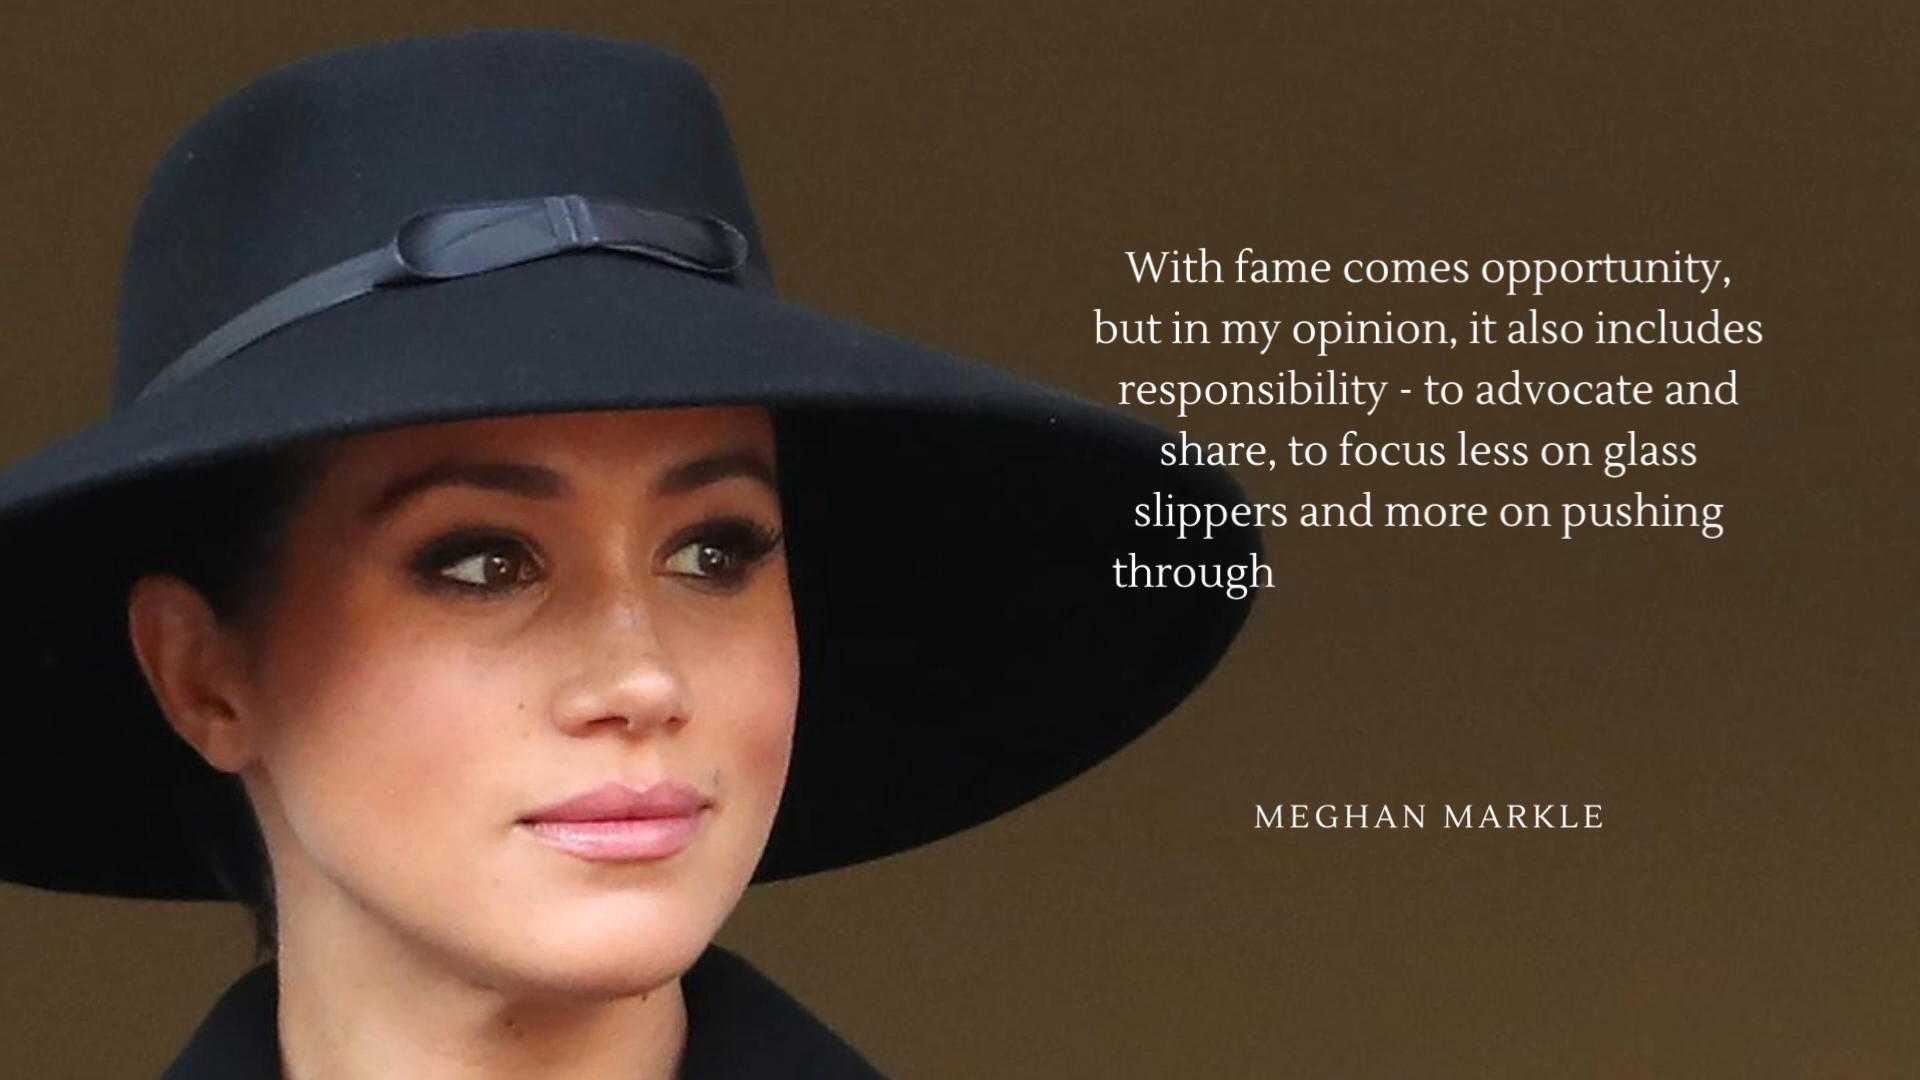 With fame comes opportunity,
but in my opinion, it also includes
responsibility - to advocate and
share, to focus less on glass
slippers and more on pushing
through
MEGHAN MARKLE